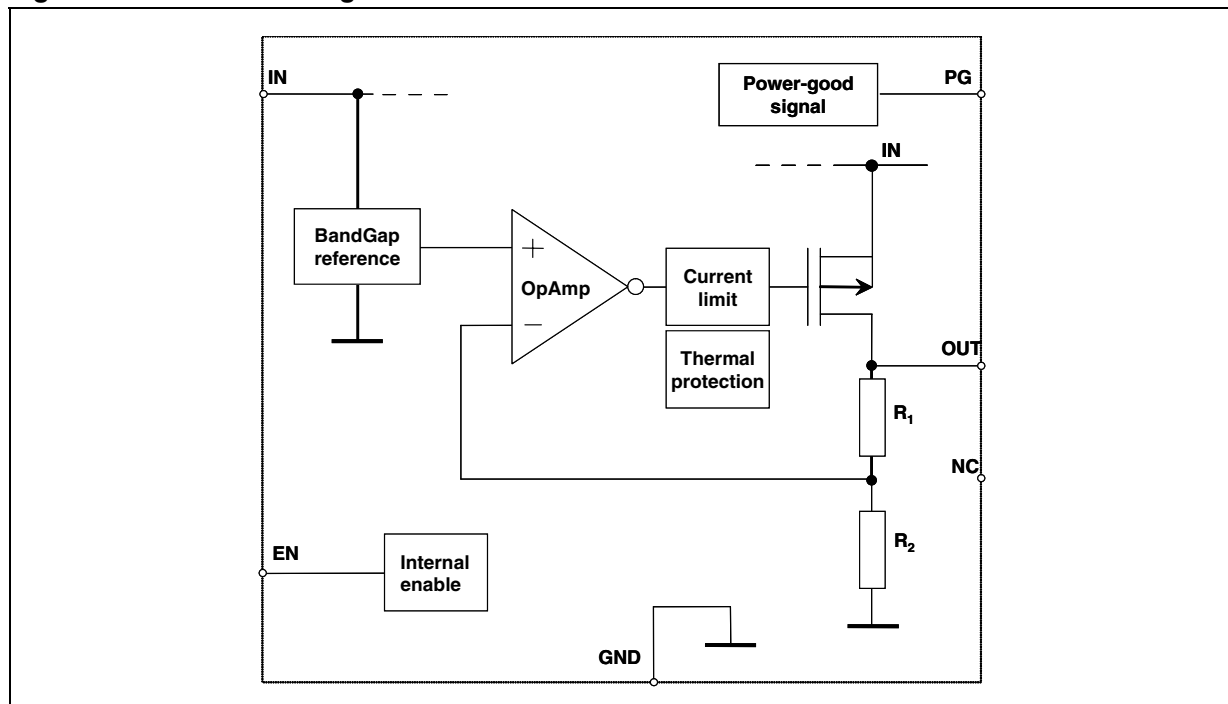 IN
PG
Power-good
signal
IN
BandGap
reference
+
OpAmp
−
Current
limit
Thermal
protection
OUT
R₁
NC
R₂
EN
Internal
enable
GND